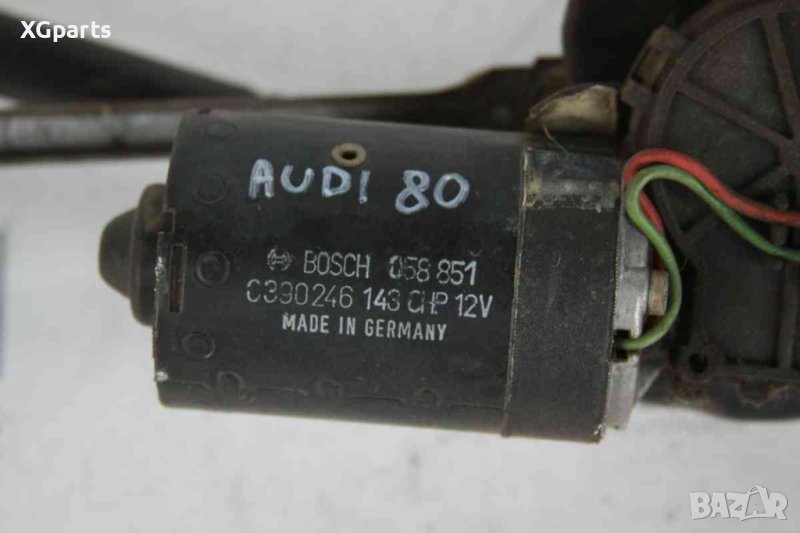 XGparts
AUDI 80
BOSCH 058 851
0390246 143 CHP 12V
MADE IN GERMANY
BAZAR